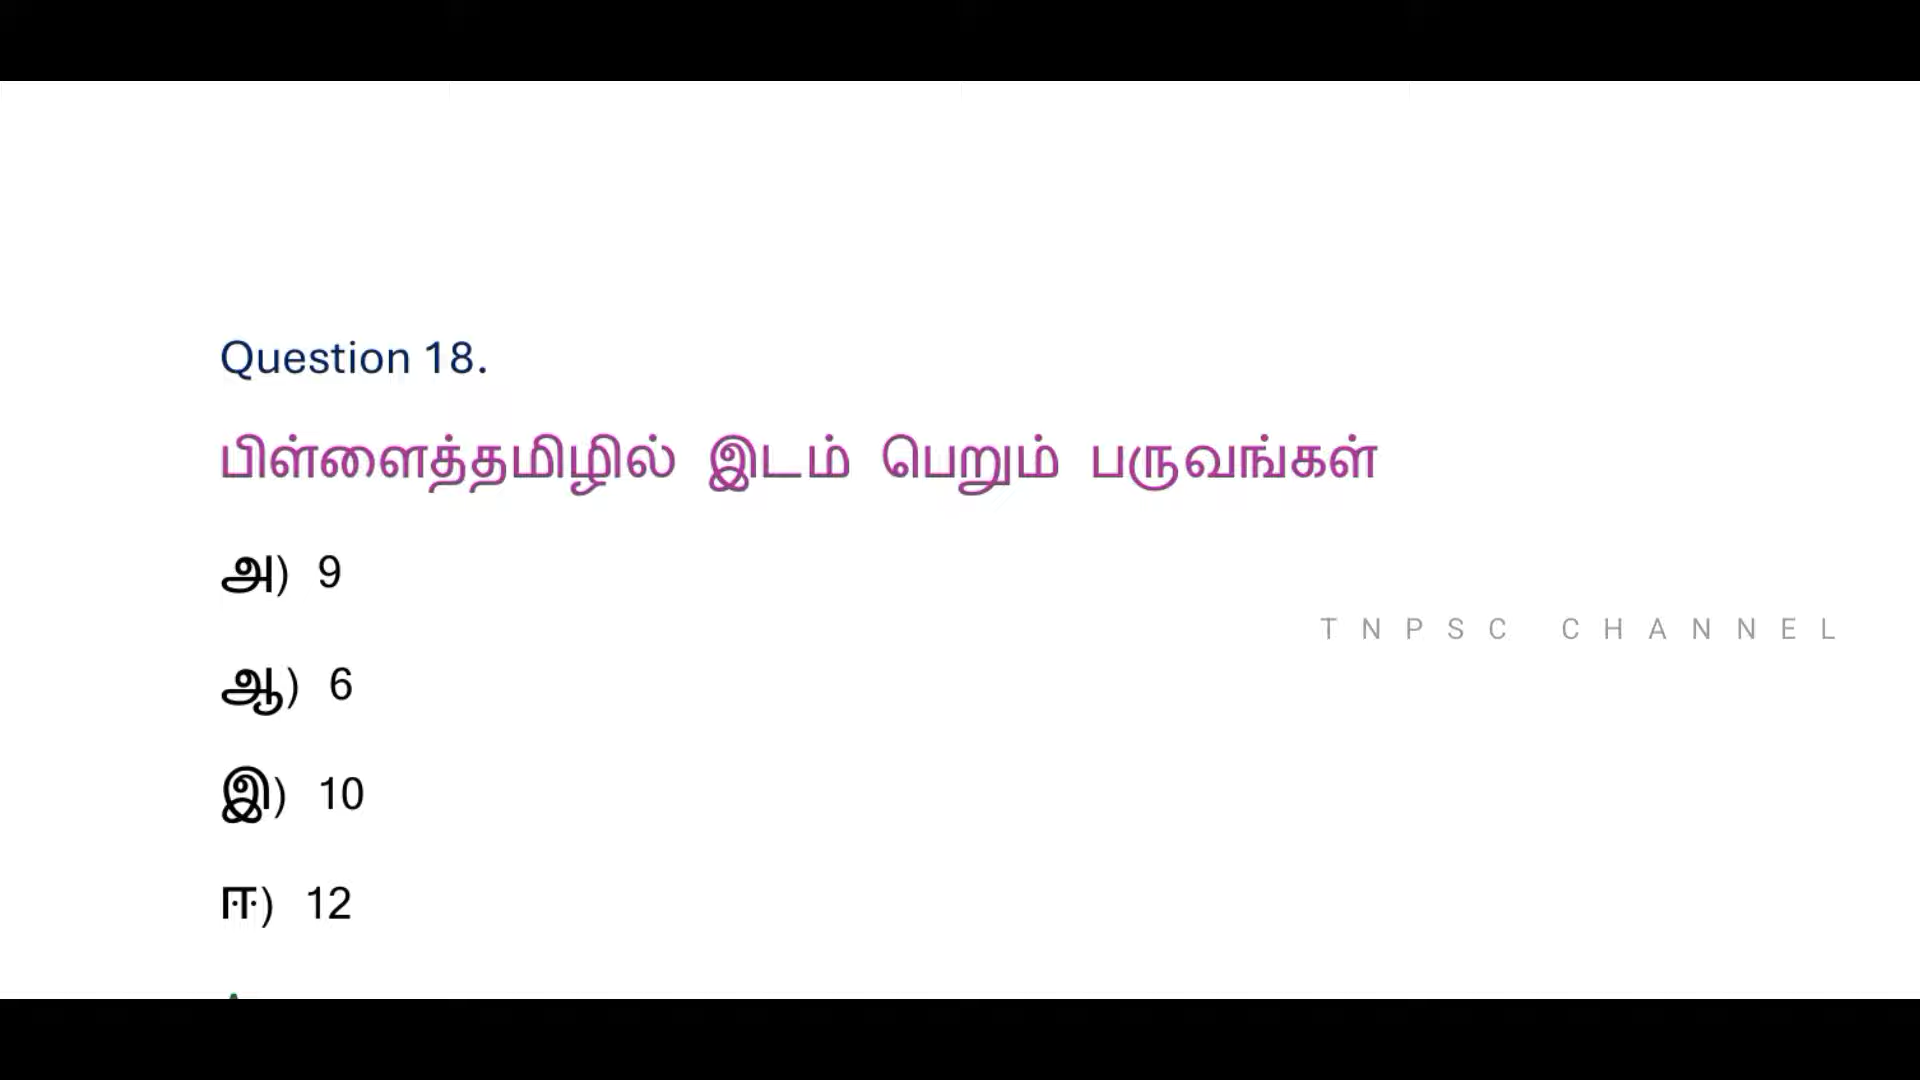 Question 18.
பிள்ளைத்தமிழில் இடம் பெறும் பருவங்கள்
அ) 9
TNPSC CHANNEL
ஆ) 6
இ) 10
ஈ) 12